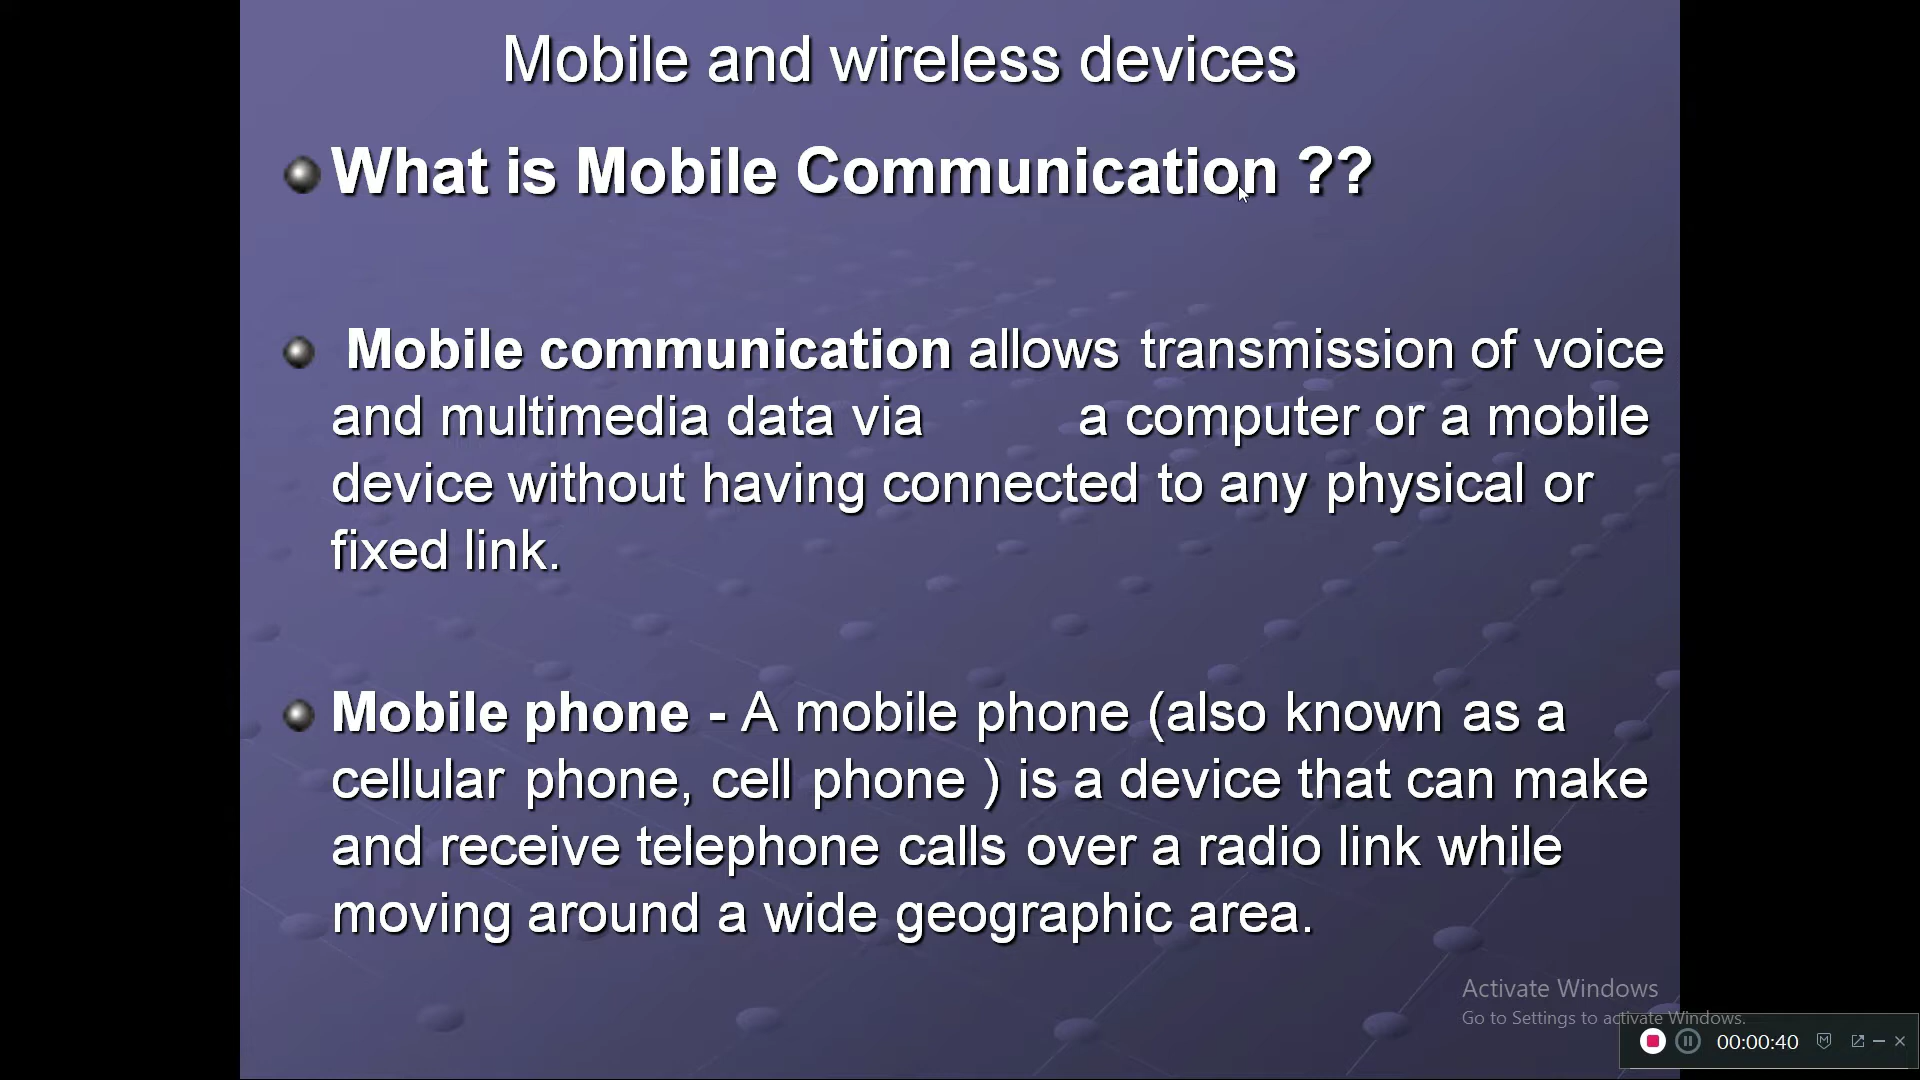 Mobile and wireless devices
What is Mobile Communication ??
Mobile communication allows transmission of voice
and multimedia data via a computer or a mobile
device without having connected to any physical or
fixed link.
Mobile phone - A mobile phone (also known as a
cellular phone, cell phone ) is a device that can make
and receive telephone calls over a radio link while
moving around a wide geographic area.
Activate Windows
Go to Settings to activate Windows.
00:00:40